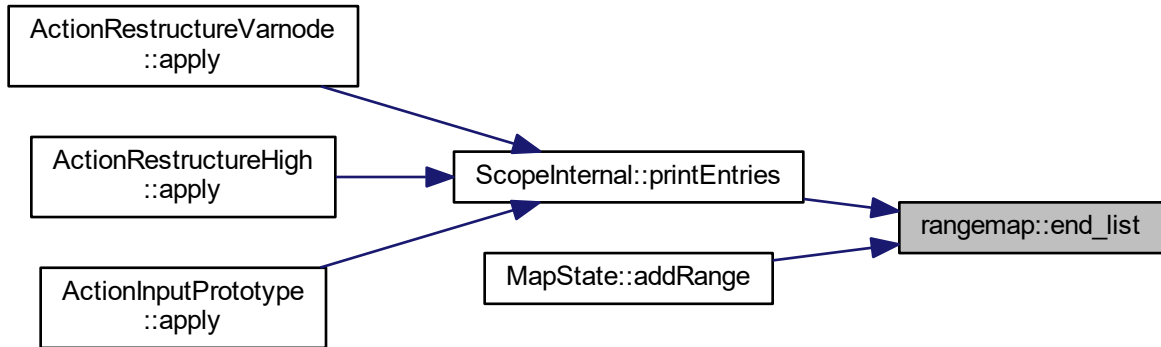 ActionRestructureVarnode
::apply
ActionRestructureHigh
::apply
ScopeInternal::printEntries
rangemap::end_list
MapState::addRange
ActionInputPrototype
::apply